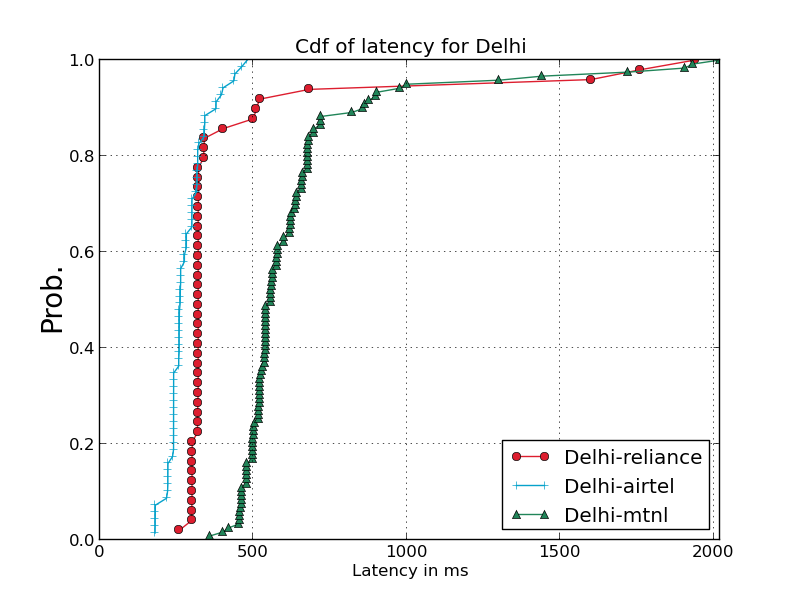 Cdf of latency for Delhi
Prob.
1.0
0.8
0.6
0.4
0.2
0.0
0
500
1000
1500
2000
Latency in ms
Delhi-reliance
Delhi-airtel
Delhi-mtnl